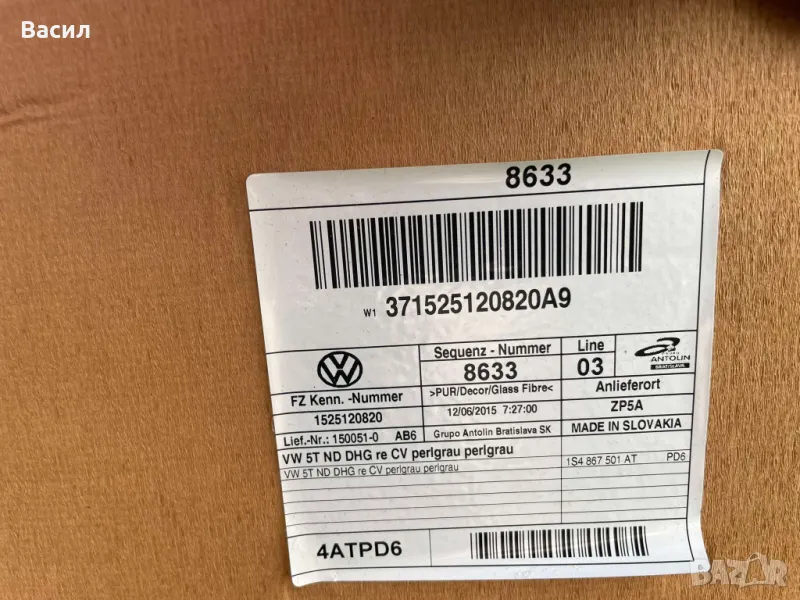 Васил
8633
W1 371525120820A9
FZ Kenn. -Nummer
1525120820
Lief.-Nr.: 150051-0 AB6
Sequenz - Nummer
8633
>PUR/Decor/Glass Fibre<
12/06/2015 7:27:00
Grupo Antolin Bratislava SK
Line
03
GRUPO
ANTOLIN
BRATISLAVA
Anlieferort
ZP5A
MADE IN SLOVAKIA
VW 5T ND DHG re CV perlgrau perlgrau
VW 5T ND DHG re CV perlgrau perlgrau
1S4 867 501 AT PD6
4ATPD6
BAZAR